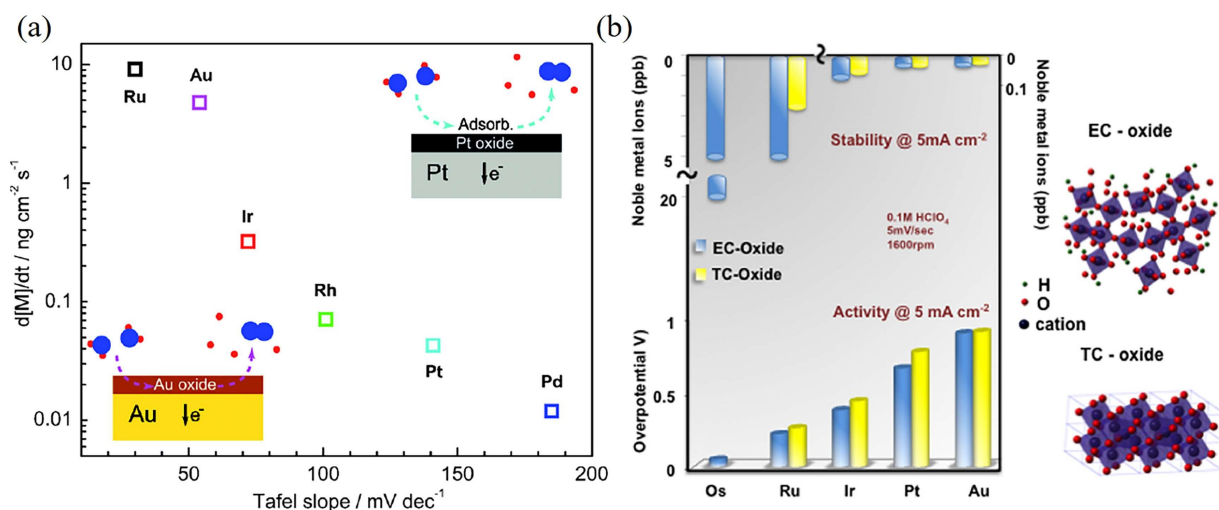 (a)
10
1
0.1
0.01
d[M]/dt / ng cm⁻² s⁻¹
50
100
150
200
Tafel slope / mV dec⁻¹
Ru
Au
Ir
Rh
Pt
Pd
Adsorb.
Pt oxide
Pt
e⁻
Au oxide
Au
e⁻
(b)
Noble metal Ions (ppb)
0
5
20
0
0.1
Noble metal ions (ppb)
Stability @ 5mA cm⁻²
0.1M HClO₄
5mV/sec
1600rpm
EC-Oxide
TC-Oxide
Activity @ 5 mA cm⁻²
Overpotential V)
1
0.5
0
Os
Ru
Ir
Pt
Au
EC - oxide
H
O
cation
TC - oxide